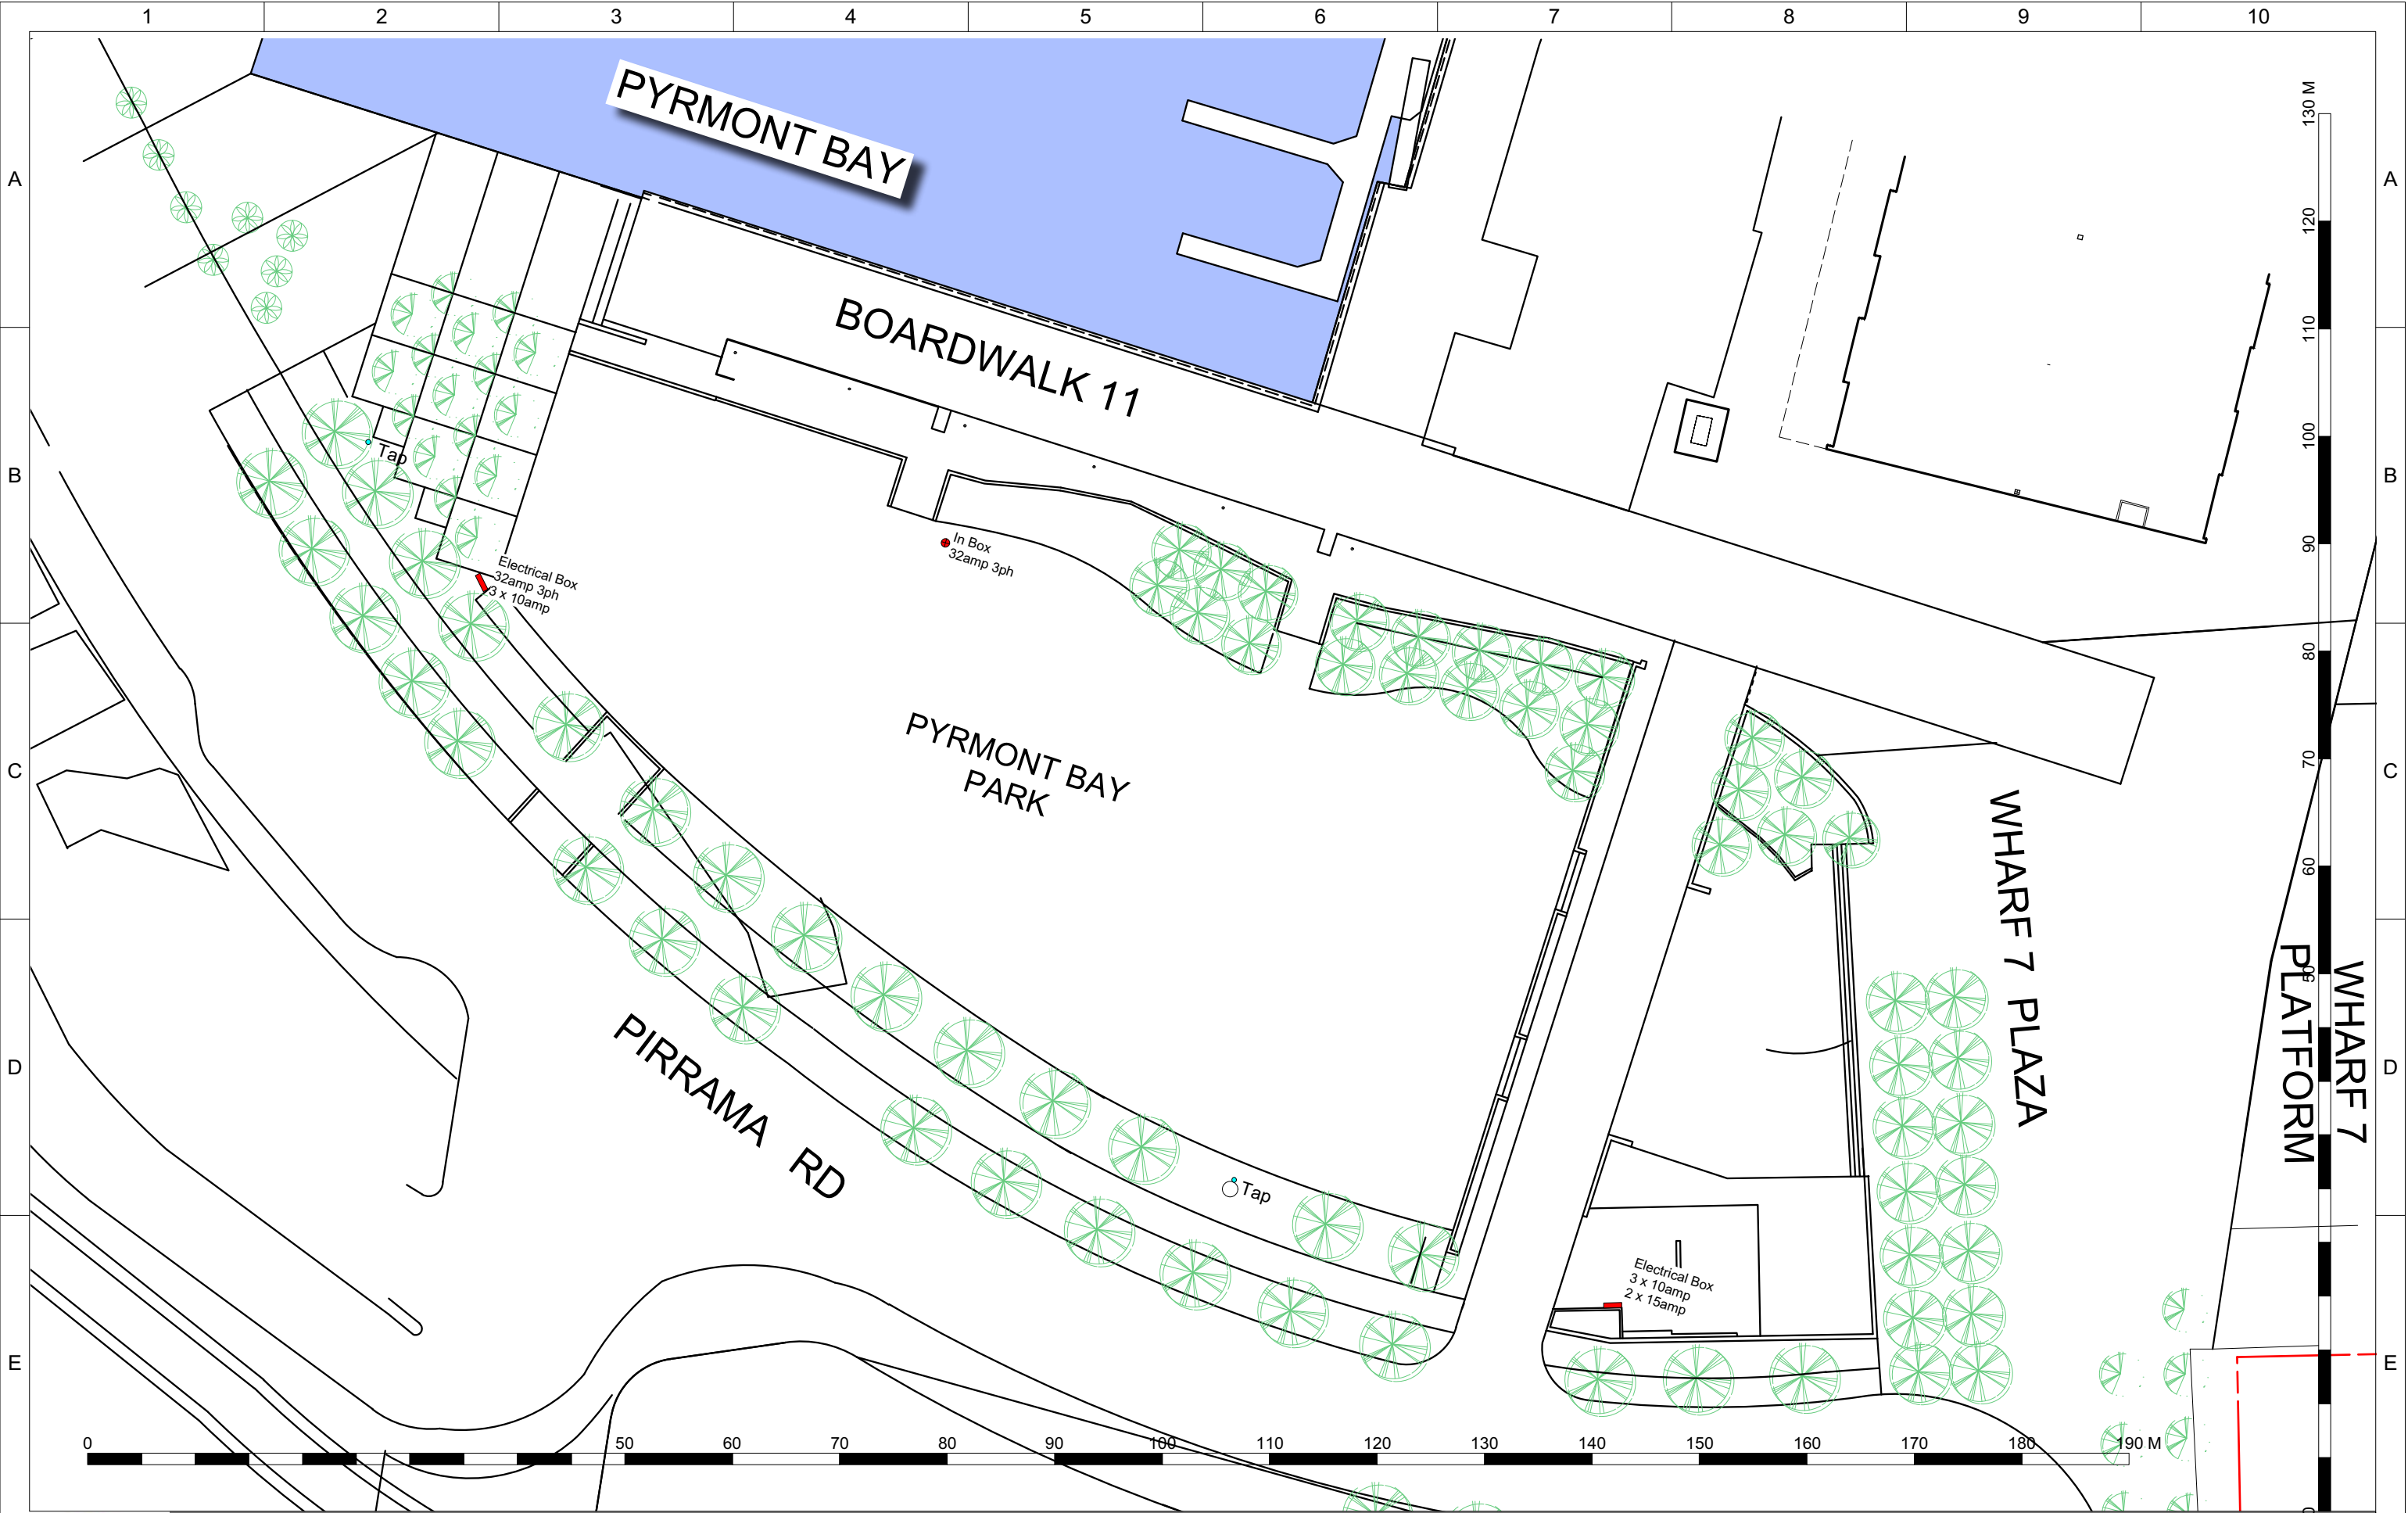 1 2 3 4 5 6 7 8 9 10
A
A
B
B
C
C
D
D
E
E
PYRMONT BAY
BOARDWALK 11
Tap
Electrical Box
32amp 3ph
3 x 10amp
In Box
32amp 3ph
PYRMONT BAY
PARK
PIRRAMA RD
Tap
Electrical Box
3 x 10amp
2 x 15amp
WHARF 7 PLAZA
WHARF 7
PLATFORM
130 M
120
110
100
90
80
70
60
50
0
0 50 60 70 80 90 100 110 120 130 140 150 160 170 180 190 M